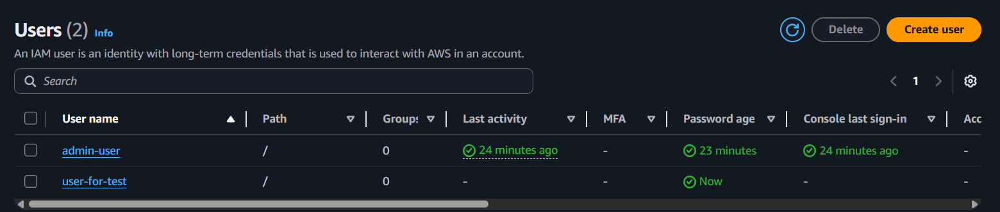 Users (2) Info
Delete
Create user
An IAM user is an identity with long-term credentials that is used to interact with AWS in an account.
Search
1
User name Path Groups Last activity MFA Password age Console last sign-in Acc
admin-user / 0 24 minutes ago - 23 minutes 24 minutes ago -
user-for-test / 0 - - Now - -